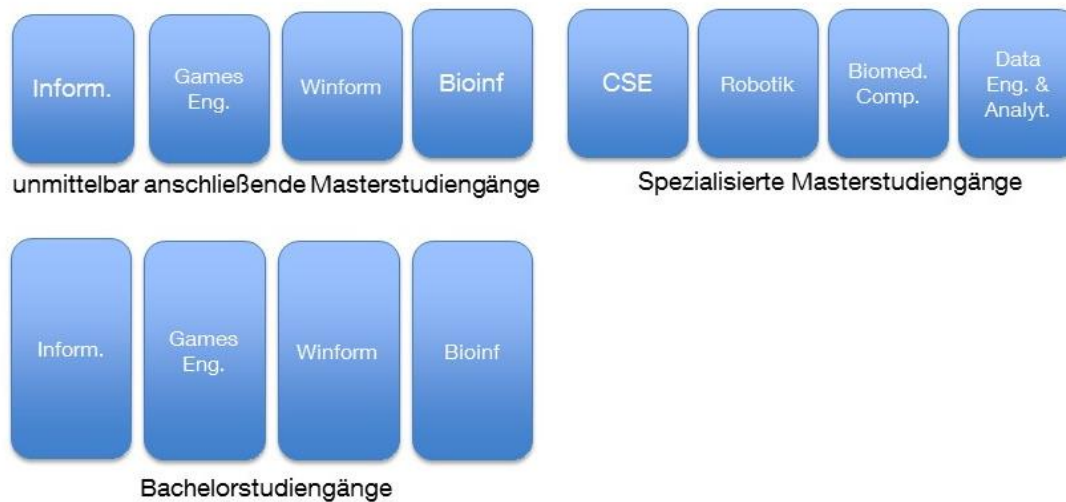 Inform.
Games
Eng.
Winform
Bioinf
unmittelbar anschließende Masterstudiengänge
CSE
Robotik
Biomed.
Comp.
Data
Eng. &
Analyt.
Spezialisierte Masterstudiengänge
Inform.
Games
Eng.
Winform
Bioinf
Bachelorstudiengänge